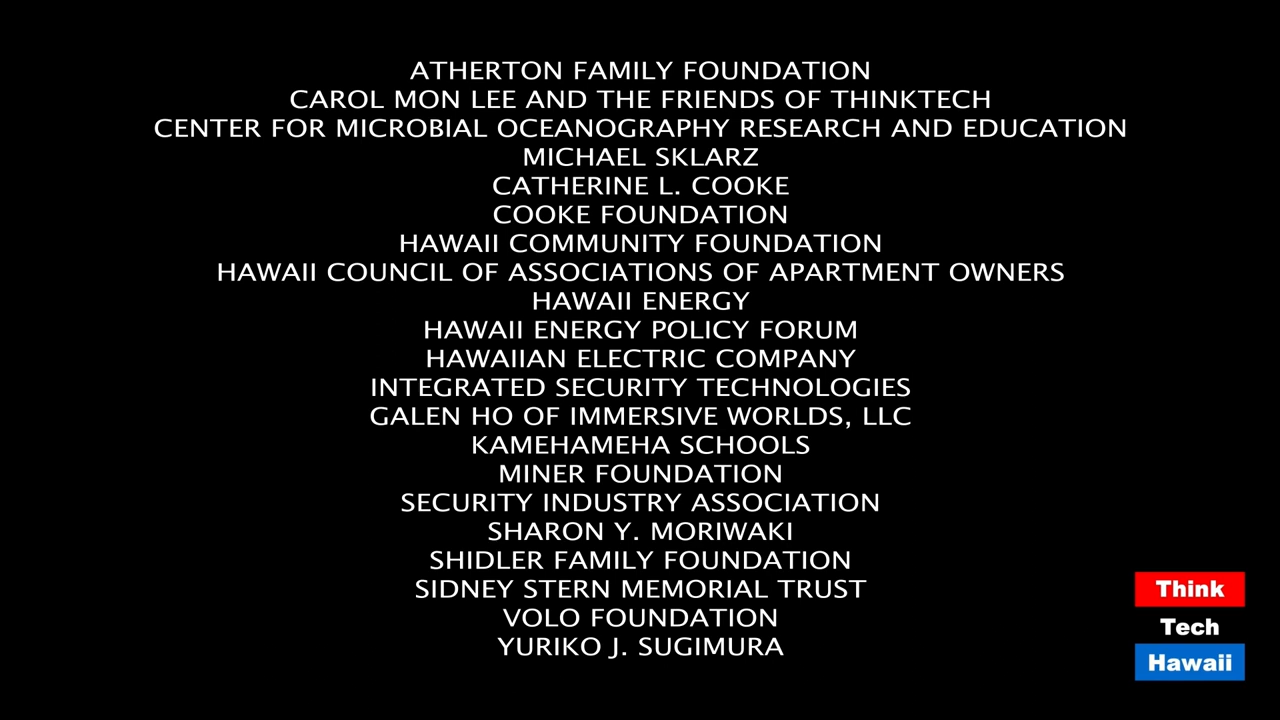 ATHERTON FAMILY FOUNDATION
CAROL MON LEE AND THE FRIENDS OF THINKTECH
CENTER FOR MICROBIAL OCEANOGRAPHY RESEARCH AND EDUCATION
MICHAEL SKLARZ
CATHERINE L. COOKE
COOKE FOUNDATION
HAWAII COMMUNITY FOUNDATION
HAWAII COUNCIL OF ASSOCIATIONS OF APARTMENT OWNERS
HAWAII ENERGY
HAWAII ENERGY POLICY FORUM
HAWAIIAN ELECTRIC COMPANY
INTEGRATED SECURITY TECHNOLOGIES
GALEN HO OF IMMERSIVE WORLDS, LLC
KAMEHAMEHA SCHOOLS
MINER FOUNDATION
SECURITY INDUSTRY ASSOCIATION
SHARON Y. MORIWAKI
SHIDLER FAMILY FOUNDATION
SIDNEY STERN MEMORIAL TRUST
VOLO FOUNDATION
YURIKO J. SUGIMURA
Think
Tech
Hawaii